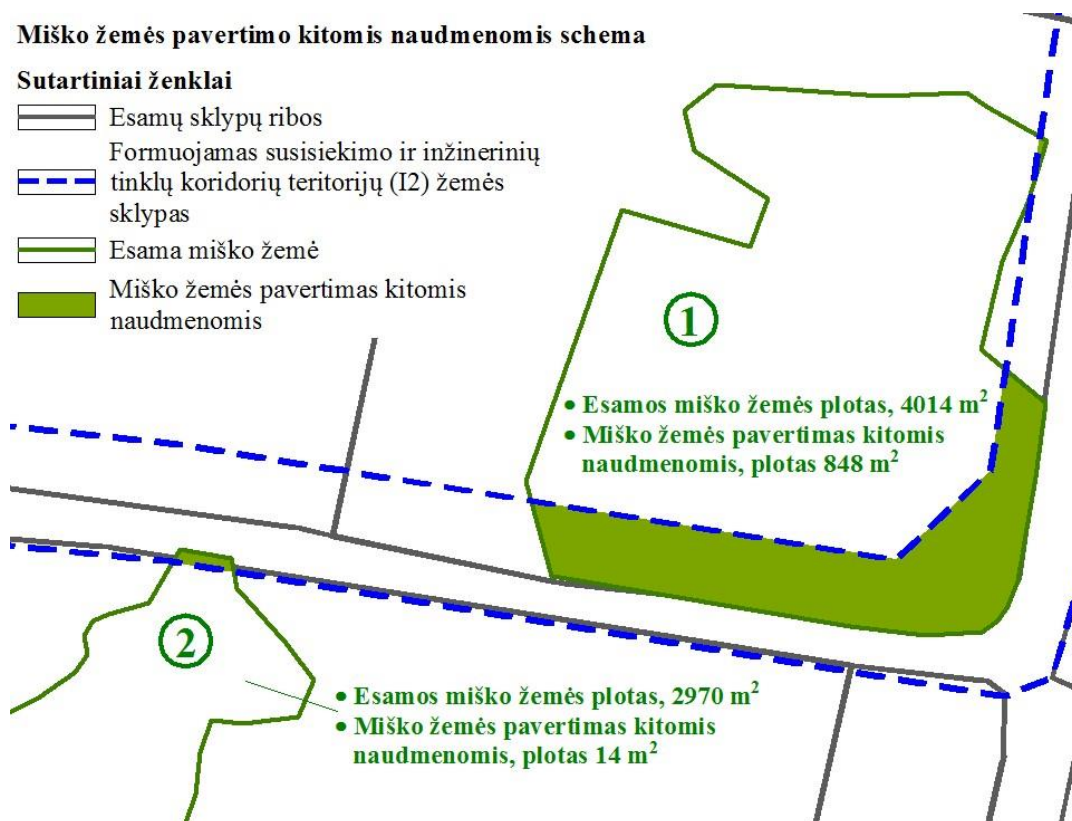 Miško žemės pavertimo kitomis naudmenomis schema
Sutartiniai ženklai
Esamų sklypų ribos
Formuojamas susisiekimo ir inžinerinių
tinklų koridorių teritorijų (I2) žemės
sklypas
Esama miško žemė
Miško žemės pavertimas kitomis
naudmenomis
1
• Esamos miško žemės plotas, 4014 m²
• Miško žemės pavertimas kitomis
naudmenomis, plotas 848 m²
2
• Esamos miško žemės plotas, 2970 m²
• Miško žemės pavertimas kitomis
naudmenomis, plotas 14 m²